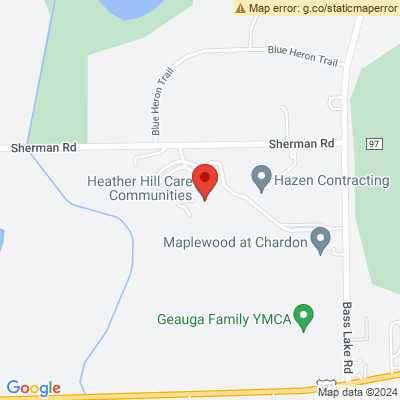 Map error: g.co/staticmaperror
Blue Heron Trail
Blue Heron Trail
Sherman Rd
Sherman Rd
97
Heather Hill Care
Communities
Hazen Contracting
Maplewood at Chardon
Geauga Family YMCA
Bass Lake Rd
Google
Map data ©2024